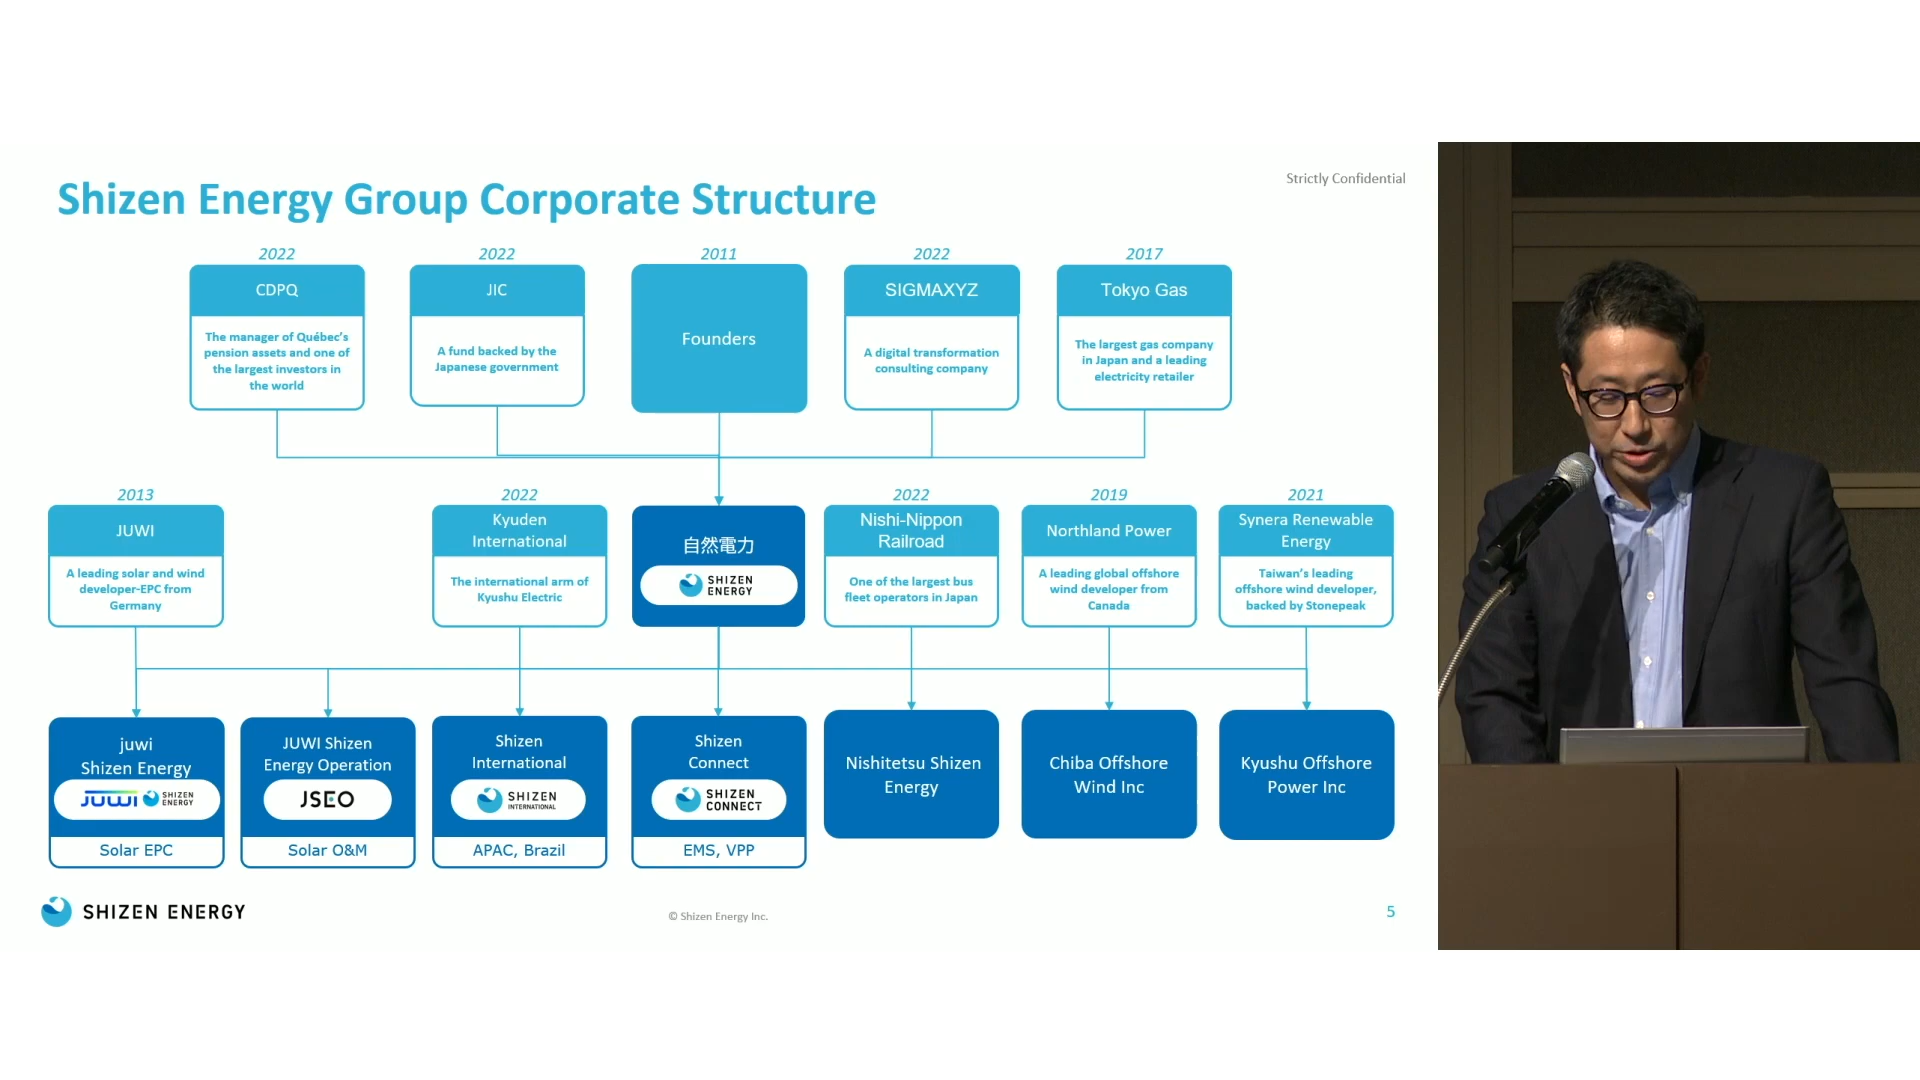 Shizen Energy Group Corporate Structure
Strictly Confidential
2022
CDPQ
The manager of Québec's
pension assets and one of
the largest investors in
the world
2022
JIC
A fund backed by the
Japanese government
2011
Founders
2022
SIGMAXYZ
A digital transformation
consulting company
2017
Tokyo Gas
The largest gas company
in Japan and a leading
electricity retailer
2013
JUWI
A leading solar and wind
developer-EPC from
Germany
2022
Kyuden
International
The international arm of
Kyushu Electric
自然電力
SHIZEN
ENERGY
2022
Nishi-Nippon
Railroad
One of the largest bus
fleet operators in Japan
2019
Northland Power
A leading global offshore
wind developer from
Canada
2021
Synera Renewable
Energy
Taiwan's leading
offshore wind developer,
backed by Stonepeak
juwi
Shizen Energy
juwi SHIZEN
ENERGY
Solar EPC
JUWI Shizen
Energy Operation
JSEO
Solar O&M
Shizen
International
SHIZEN
INTERNATIONAL
APAC, Brazil
Shizen
Connect
SHIZEN
CONNECT
EMS, VPP
Nishitetsu Shizen
Energy
Chiba Offshore
Wind Inc
Kyushu Offshore
Power Inc
SHIZEN ENERGY
© Shizen Energy Inc.
5